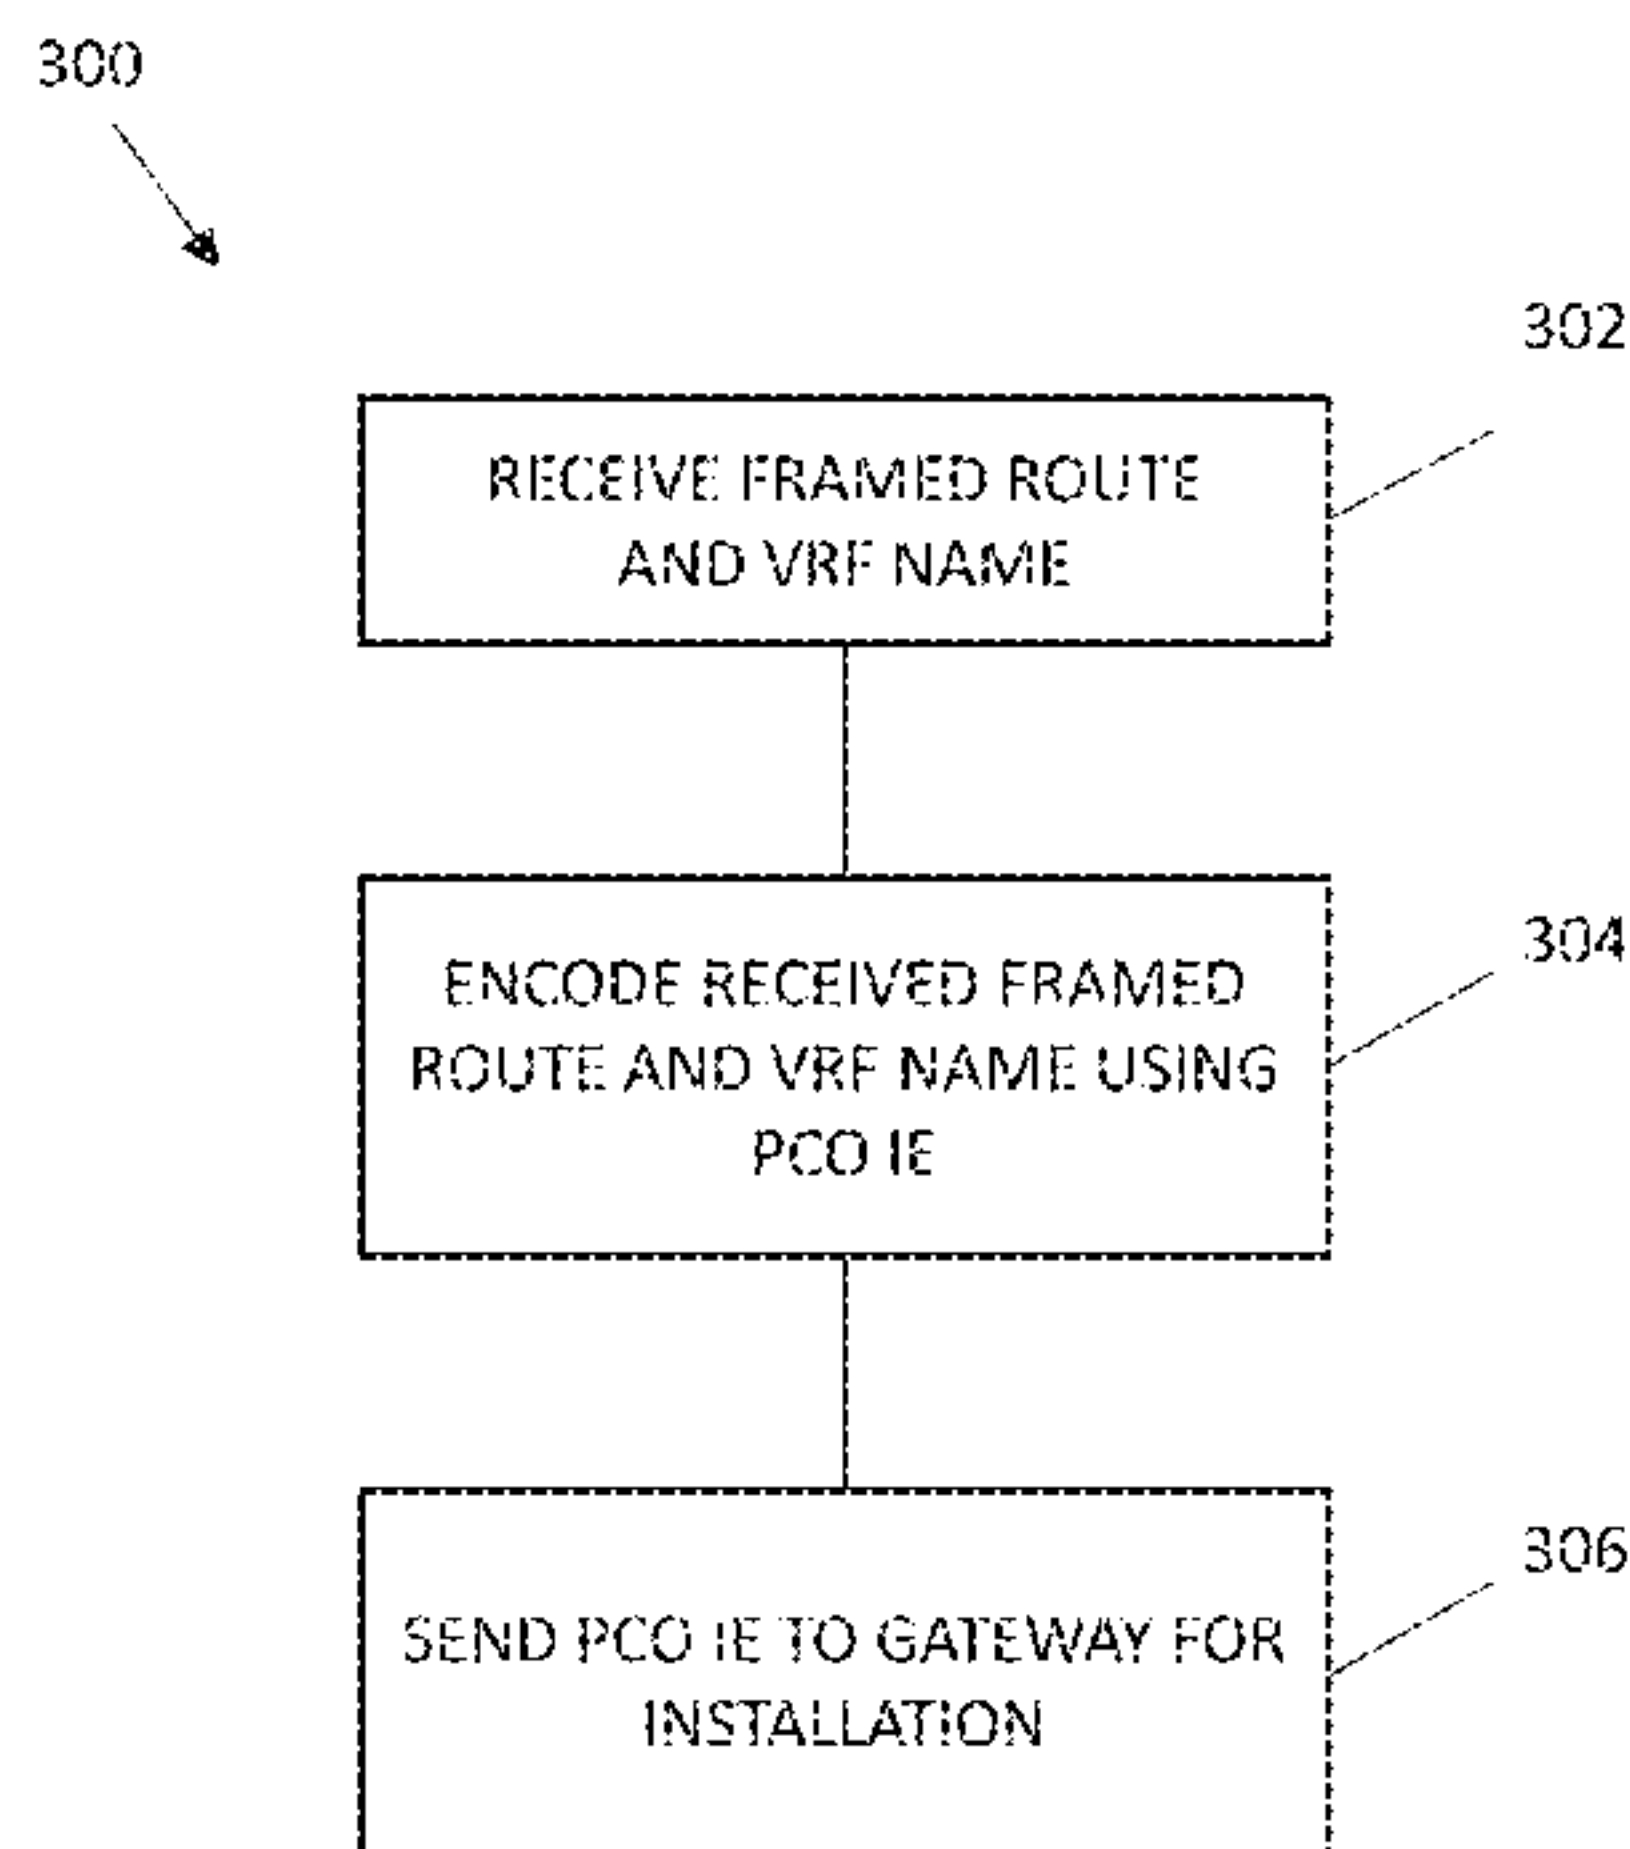 300
302
RECEIVE FRAMED ROUTE
AND VRF NAME
304
ENCODE RECEIVED FRAMED
ROUTE AND VRF NAME USING
PCO IE
306
SEND PCO IE TO GATEWAY FOR
INSTALLATION